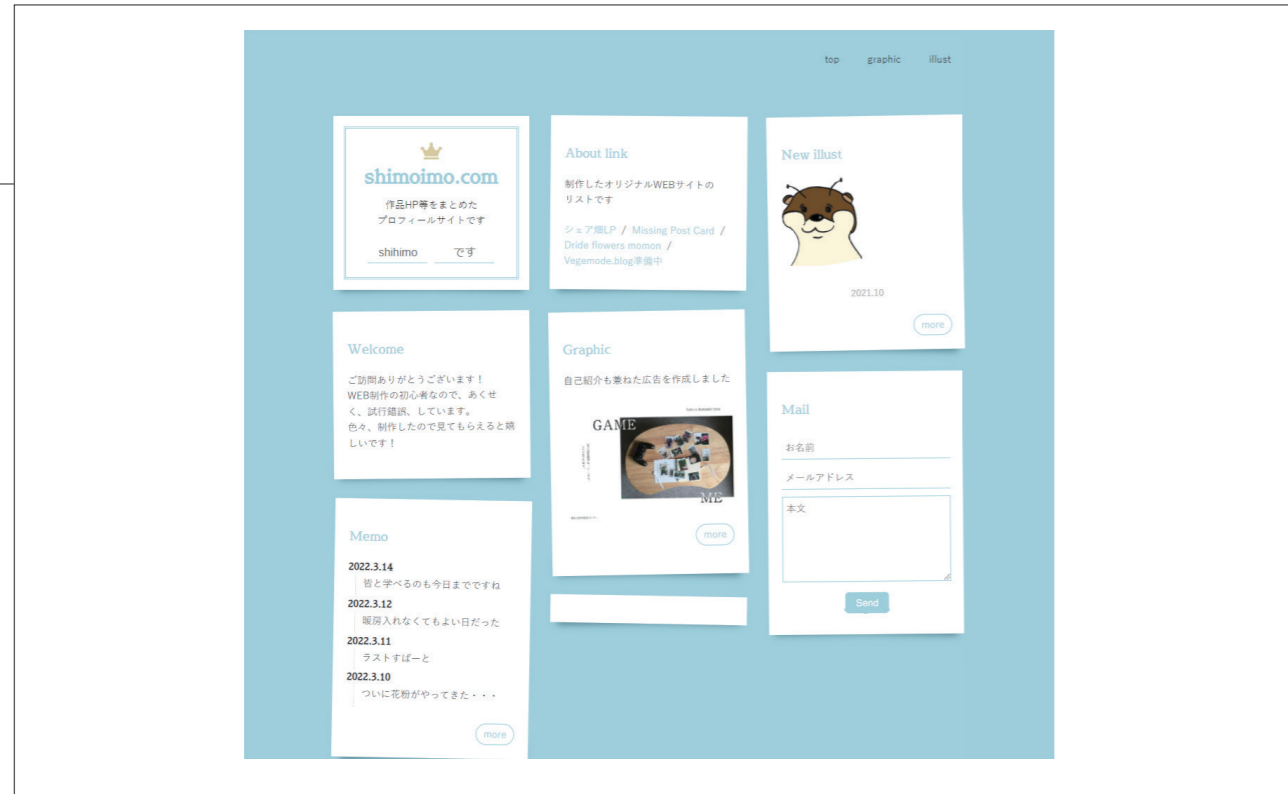 top graphic illust
shimoimo.com
作品HP等をまとめた
プロフィールサイトです
shihimo です
Welcome
ご訪問ありがとうございます！
WEB制作の初心者なので、あくせ
く、試行錯誤、しています。
色々、制作したので見てもらえると嬉
しいです！
Memo
2022.3.14
皆と学べるのも今日までですね
2022.3.12
暖房入れなくてもよい日だった
2022.3.11
ラストすぱーと
2022.3.10
ついに花粉がやってきた・・・
more
About link
制作したオリジナルWEBサイトの
リストです
シェア畑LP / Missing Post Card /
Dride flowers momon /
Vegemode.blog準備中
Graphic
自己紹介も兼ねた広告を作成しました
GAME
ME
more
New illust
2021.10
more
Mail
お名前
メールアドレス
本文
Send